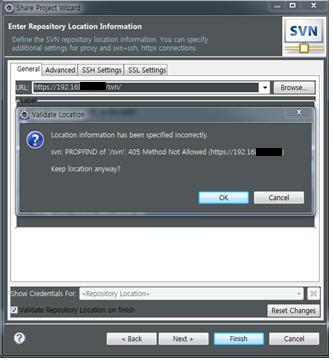 Share Project Wizard
Enter Repository Location Information
Define the SVN repository location information. You can specify
additional settings for proxy and svn+ssh, https connections.
SVN
General Advanced SSH Settings SSL Settings
URL: https://192.16 /svn/ Browse...
Label
Validate Location
Location information has been specified incorrectly.
svn: PROPFIND of '/svn': 405 Method Not Allowed (https://192.16 )
Keep location anyway?
OK Cancel
Show Credentials For: <Repository Location>
Validate Repository Location on finish Reset Changes
? < Back Next > Finish Cancel